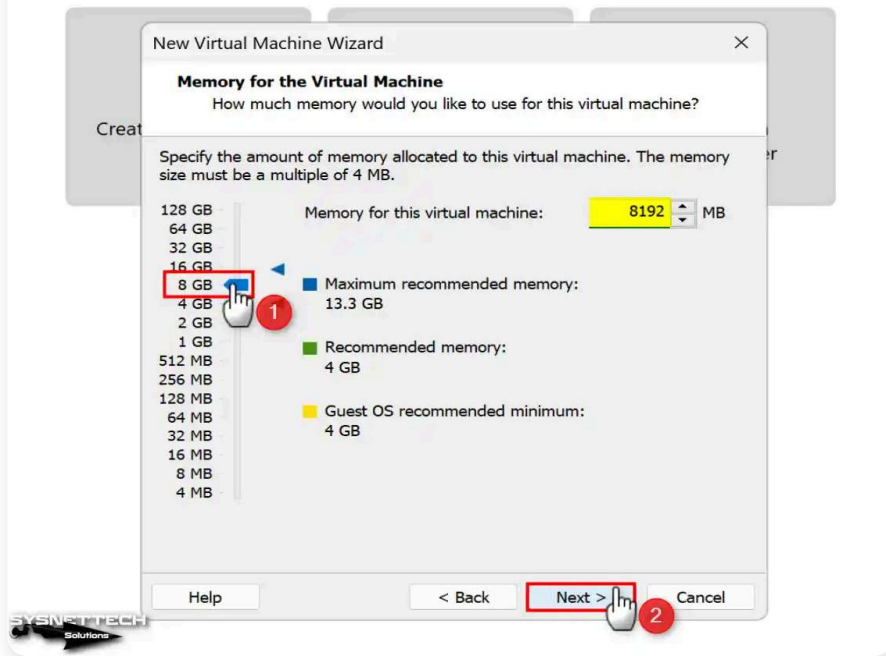 New Virtual Machine Wizard
Memory for the Virtual Machine
How much memory would you like to use for this virtual machine?
Creat
er
Specify the amount of memory allocated to this virtual machine. The memory
size must be a multiple of 4 MB.
128 GB
Memory for this virtual machine: 8192 MB
64 GB
32 GB
16 GB
8 GB
4 GB
2 GB
1 GB
512 MB
256 MB
128 MB
64 MB
32 MB
16 MB
8 MB
4 MB
1
Maximum recommended memory:
13.3 GB
Recommended memory:
4 GB
Guest OS recommended minimum:
4 GB
Help
< Back
Next >
2
Cancel
SYSNETTECH
Solutions